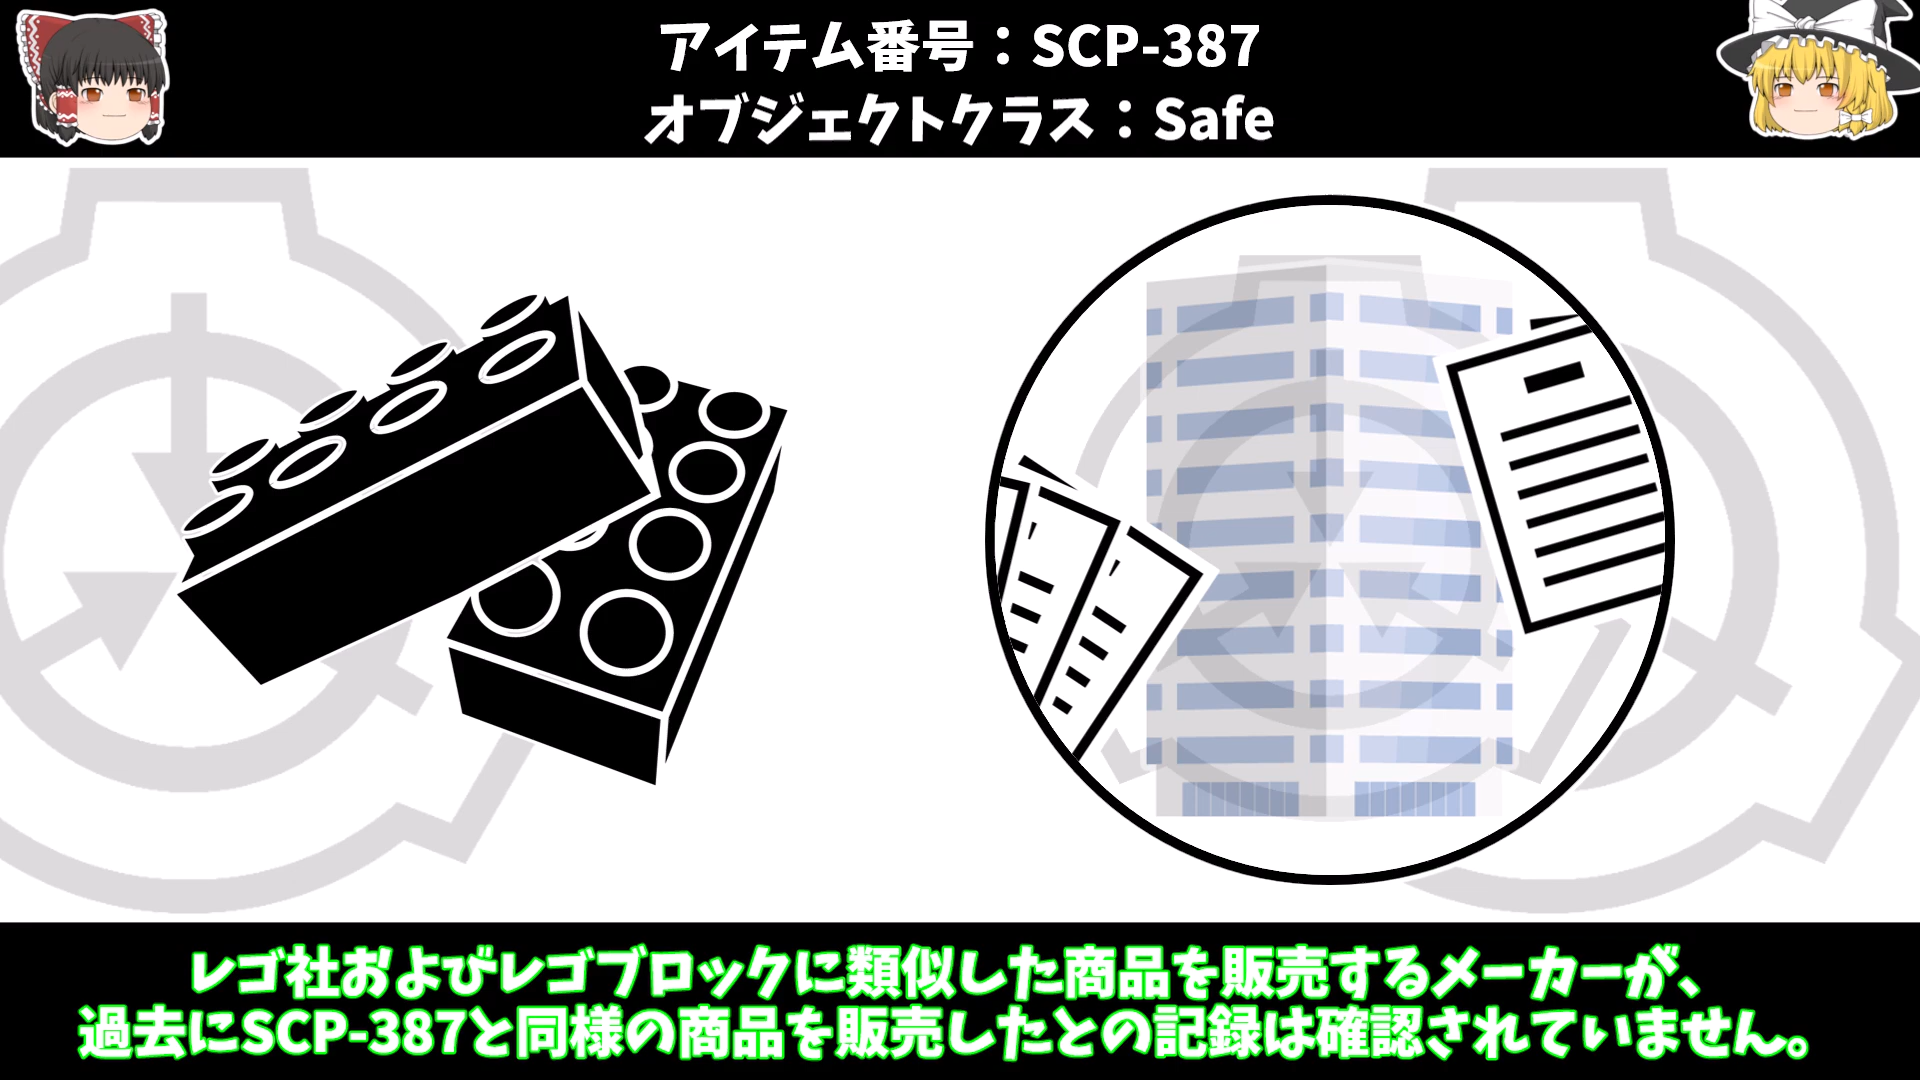 アイテム番号：SCP-387
オブジェクトクラス：Safe
レゴ社およびレゴブロックに類似した商品を販売するメーカーが、
過去にSCP-387と同様の商品を販売したとの記録は確認されていません。